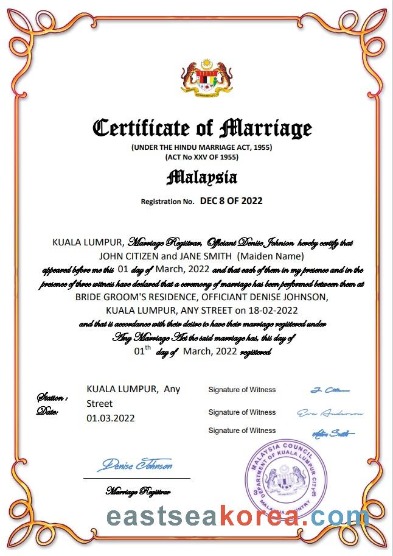 Certificate of Marriage
(UNDER THE HINDU MARRIAGE ACT, 1955)
(ACT No XXV OF 1955)
Malaysia
Registration No. DEC 8 OF 2022
KUALA LUMPUR, Marriage Registrar, Officiant Denise Johnson hereby certify that
JOHN CITIZEN and JANE SMITH (Maiden Name)
appeared before me this 01 day of March, 2022 and that each of them in my presence and in the
presence of three witness have declared that a ceremony of marriage has been performed between them at
BRIDE GROOM'S RESIDENCE, OFFICIANT DENISE JOHNSON,
KUALA LUMPUR, ANY STREET on 18-02-2022
and that is accordance with their desire to have their marriage registered under
Any Marriage Act the said marriage has, this day of
01th day of March, 2022 registered
Station :
KUALA LUMPUR, Any
Street
Date:
01.03.2022
Signature of Witness
Signature of Witness
Signature of Witness
Denise Johnson
Marriage Registrar
MALAYSIA COUNCIL
DEPARTMENT OF KUALA LUMPUR CITY
eastseakorea.com